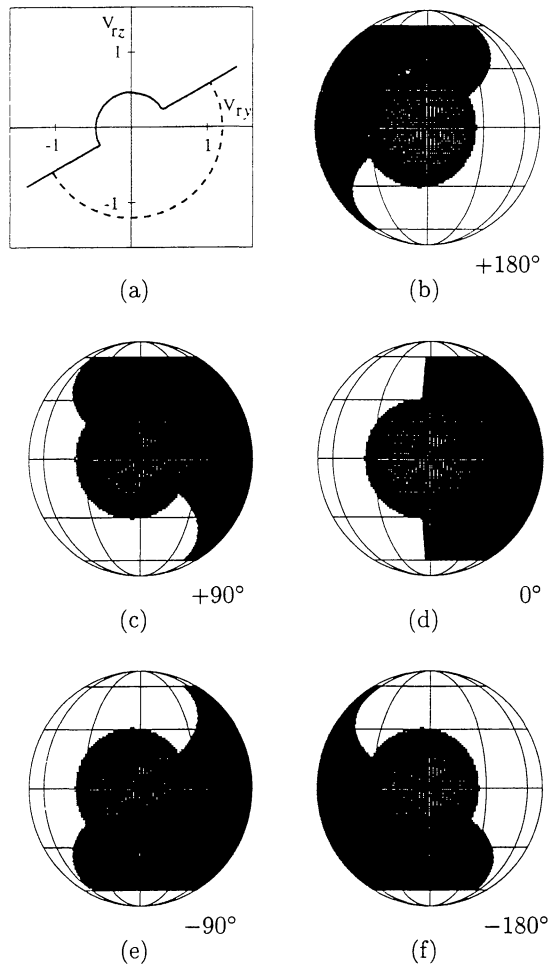 V_rz
1
V_ry
-1
1
-1
(a)
(b)
+180°
(c)
+90°
(d)
0°
(e)
−90°
(f)
−180°